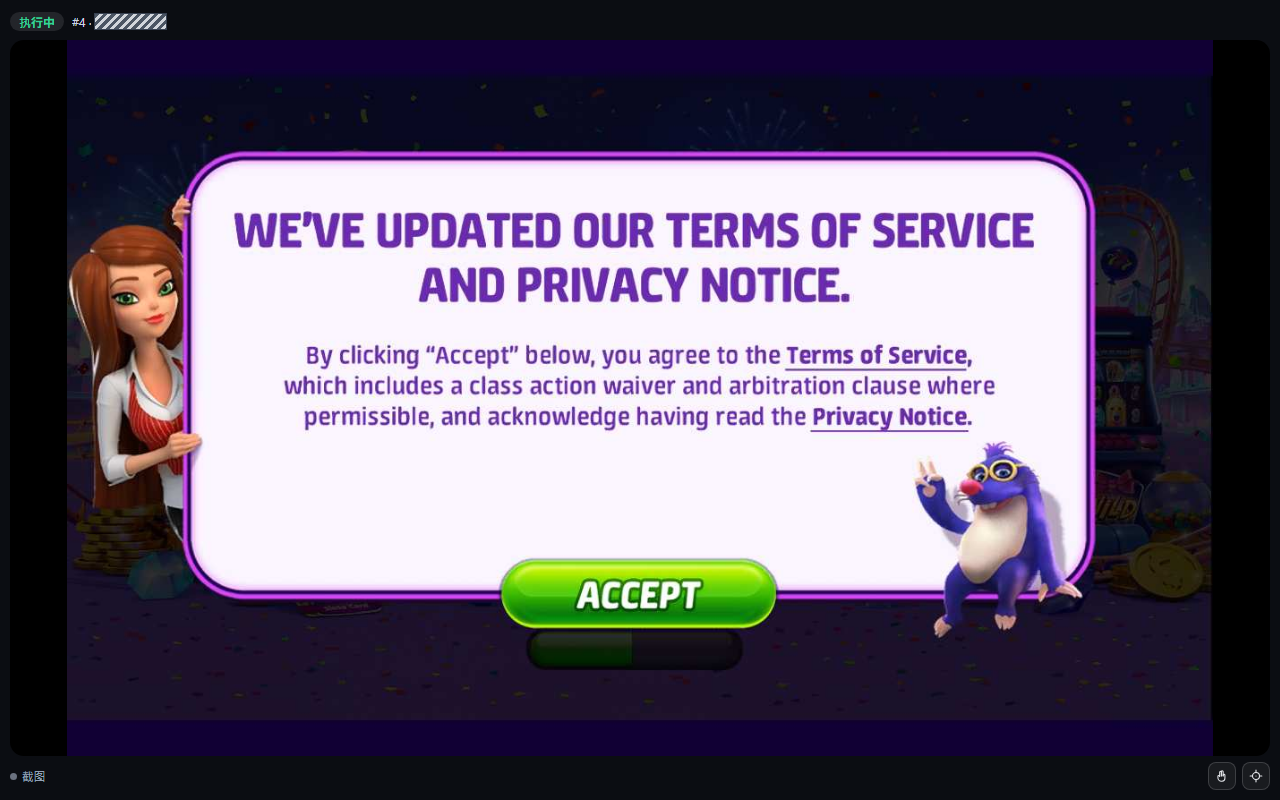 执行中 #4 ·
WE'VE UPDATED OUR TERMS OF SERVICE
AND PRIVACY NOTICE.
By clicking “Accept” below, you agree to the Terms of Service,
which includes a class action waiver and arbitration clause where
permissible, and acknowledge having read the Privacy Notice.
WILD
ACCEPT
截图